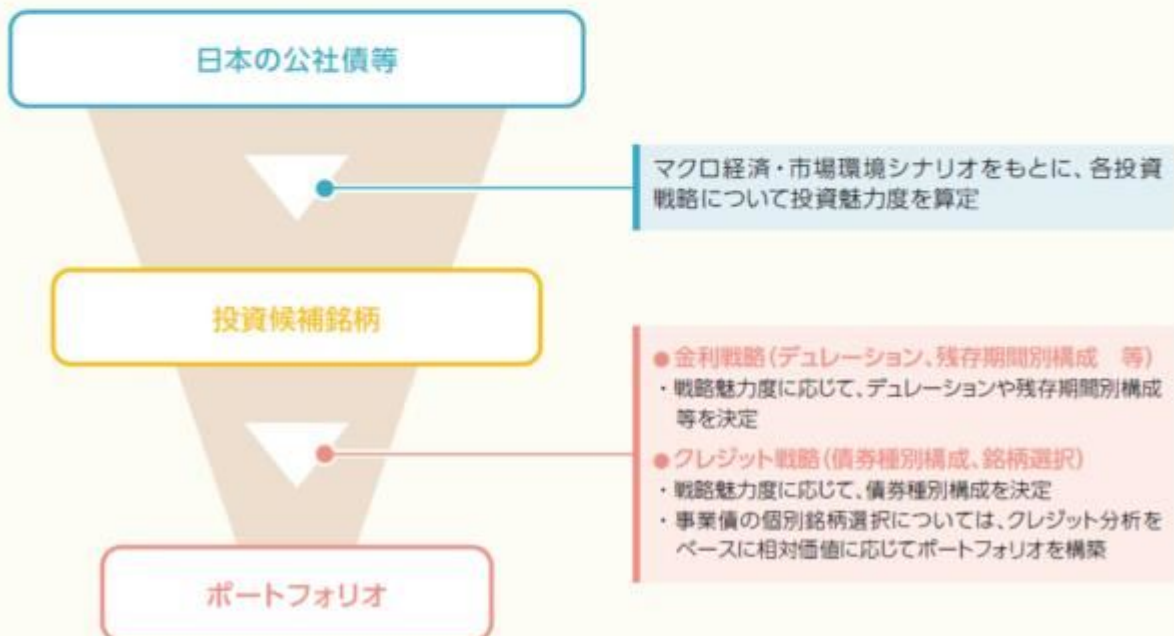 日本の公社債等
マクロ経済・市場環境シナリオをもとに、各投資
戦略について投資魅力度を算定
投資候補銘柄
●金利戦略(デュレーション、残存期間別構成　等)
・戦略魅力度に応じて、デュレーションや残存期間別構成
等を決定
●クレジット戦略(債券種別構成、銘柄選択)
・戦略魅力度に応じて、債券種別構成を決定
・事業債の個別銘柄選択については、クレジット分析を
ベースに相対価値に応じてポートフォリオを構築
ポートフォリオ